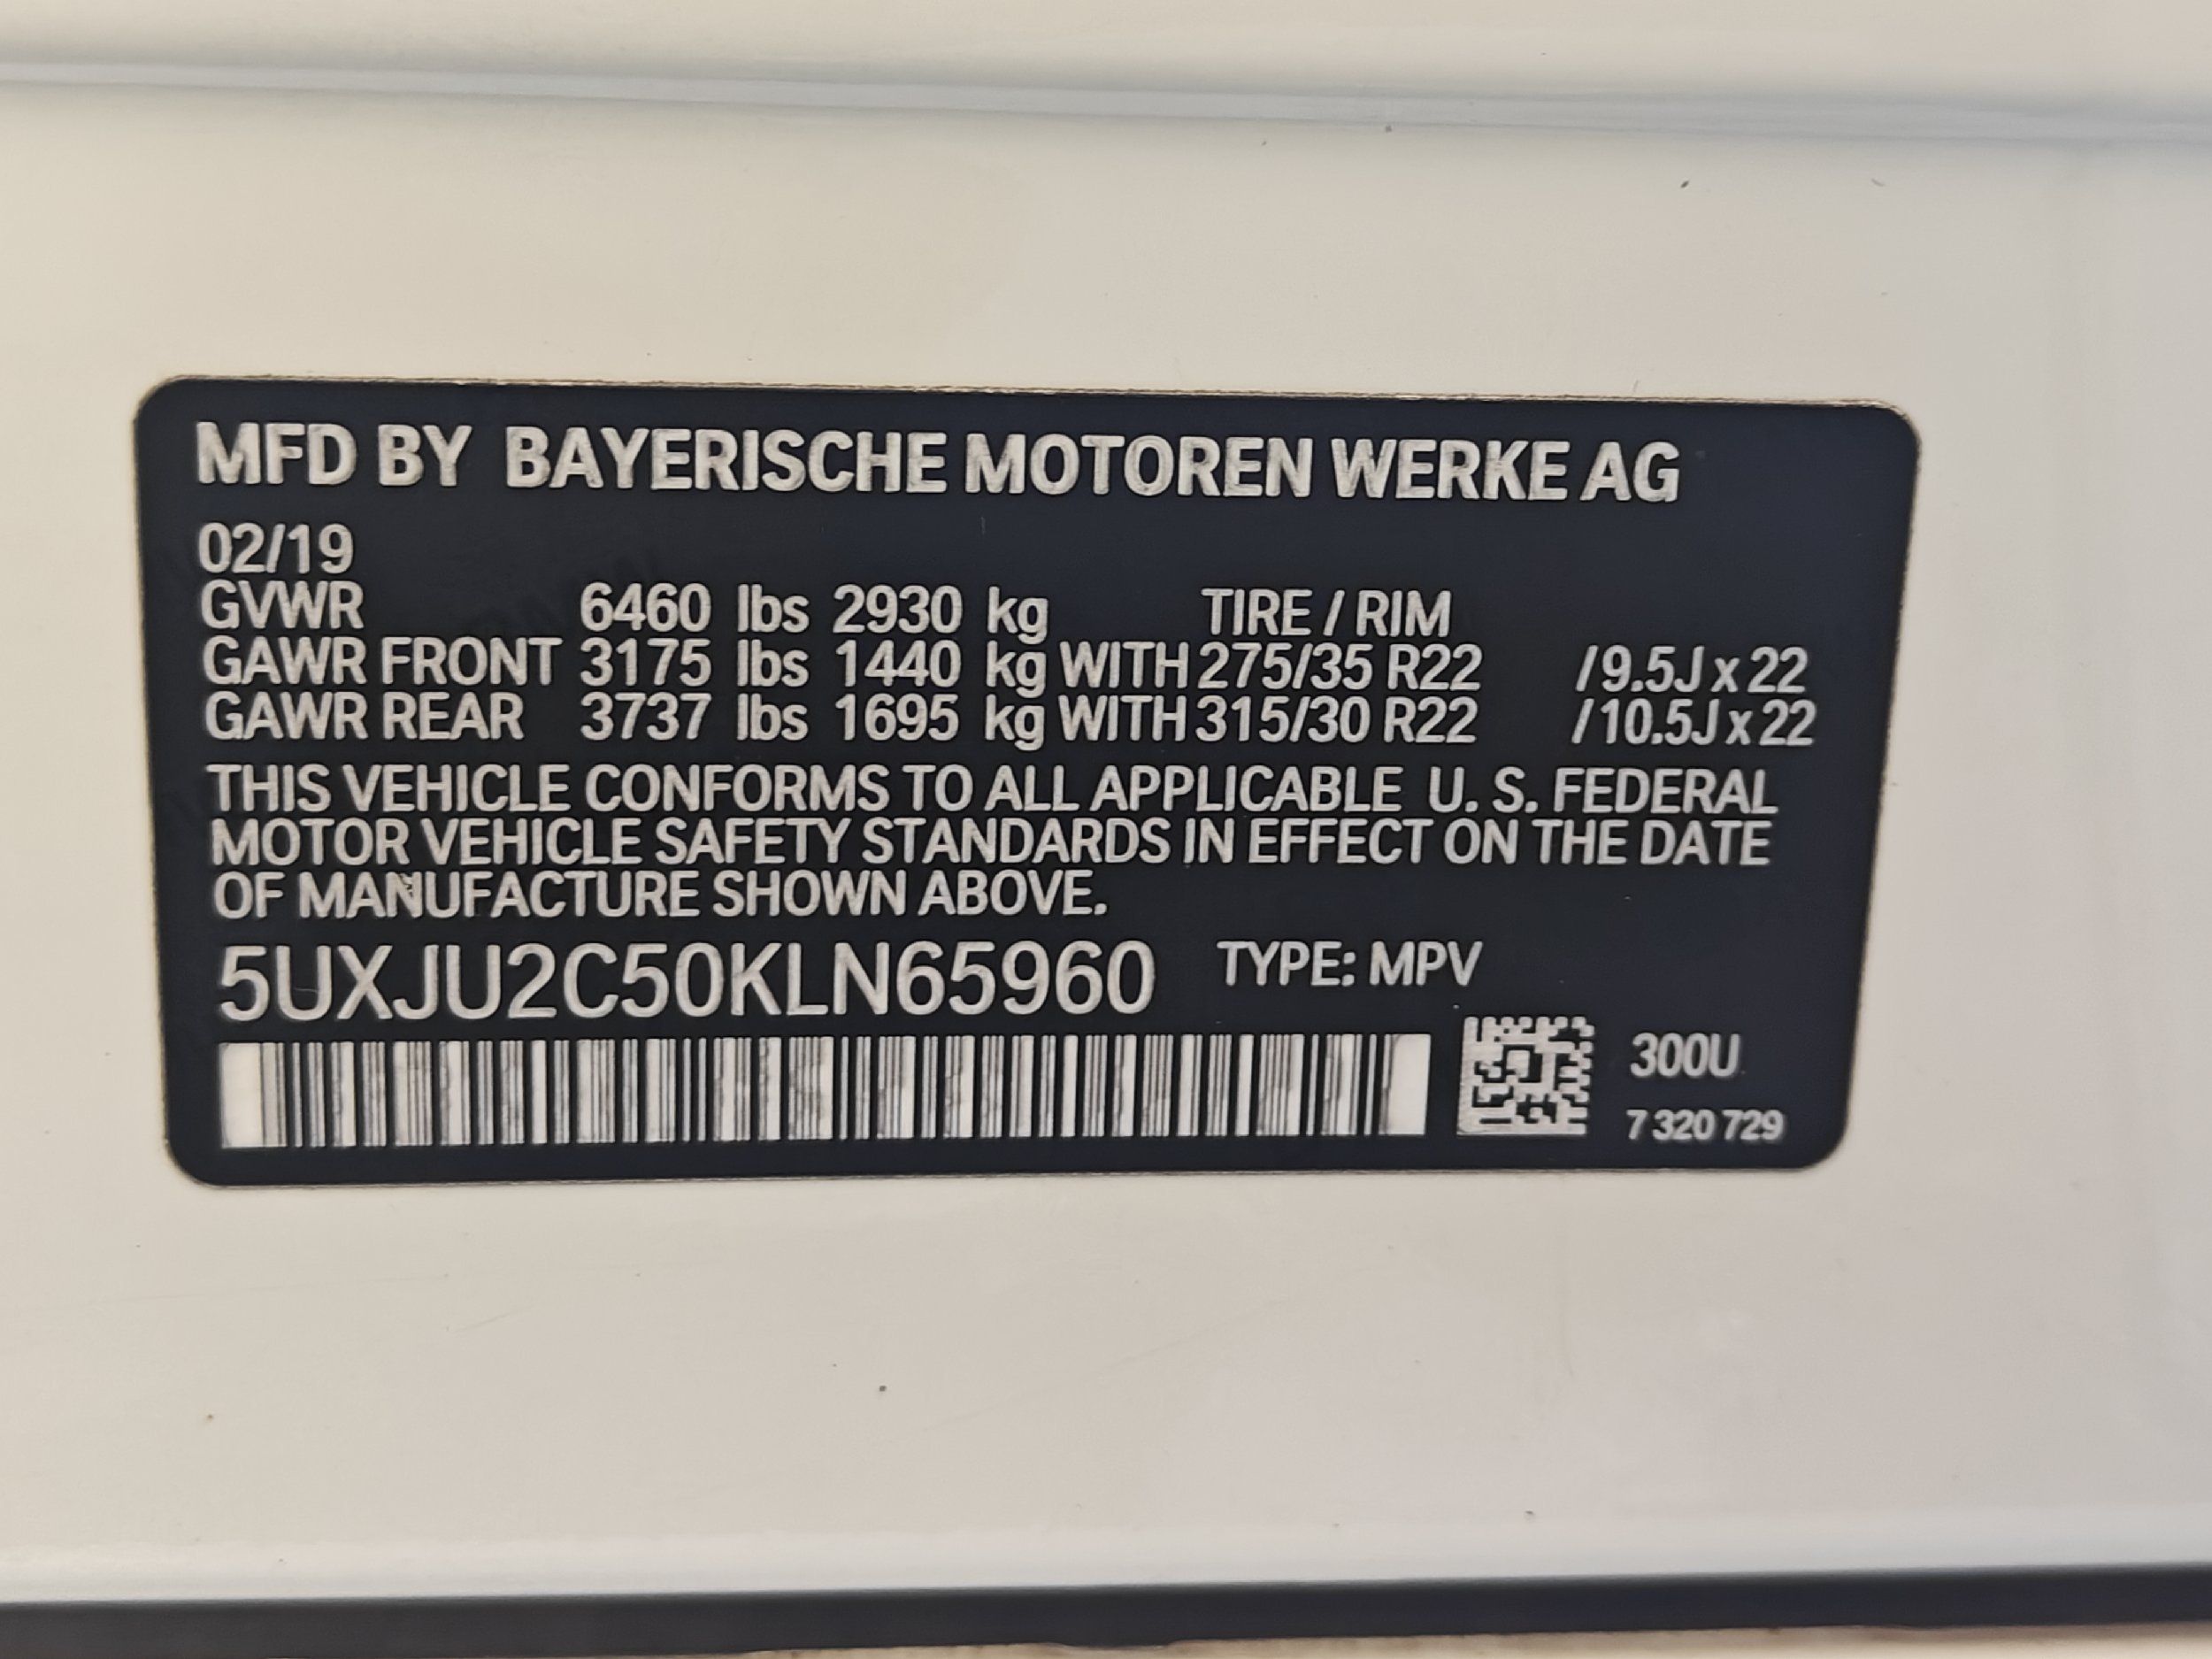 MFD BY BAYERISCHE MOTOREN WERKE AG
02/19
GVWR 6460 lbs 2930 kg TIRE / RIM
GAWR FRONT 3175 lbs 1440 kg WITH 275/35 R22 /9.5J x 22
GAWR REAR 3737 lbs 1695 kg WITH 315/30 R22 /10.5J x 22
THIS VEHICLE CONFORMS TO ALL APPLICABLE U. S. FEDERAL
MOTOR VEHICLE SAFETY STANDARDS IN EFFECT ON THE DATE
OF MANUFACTURE SHOWN ABOVE.
5UXJU2C50KLN65960 TYPE: MPV
300U
7 320 729